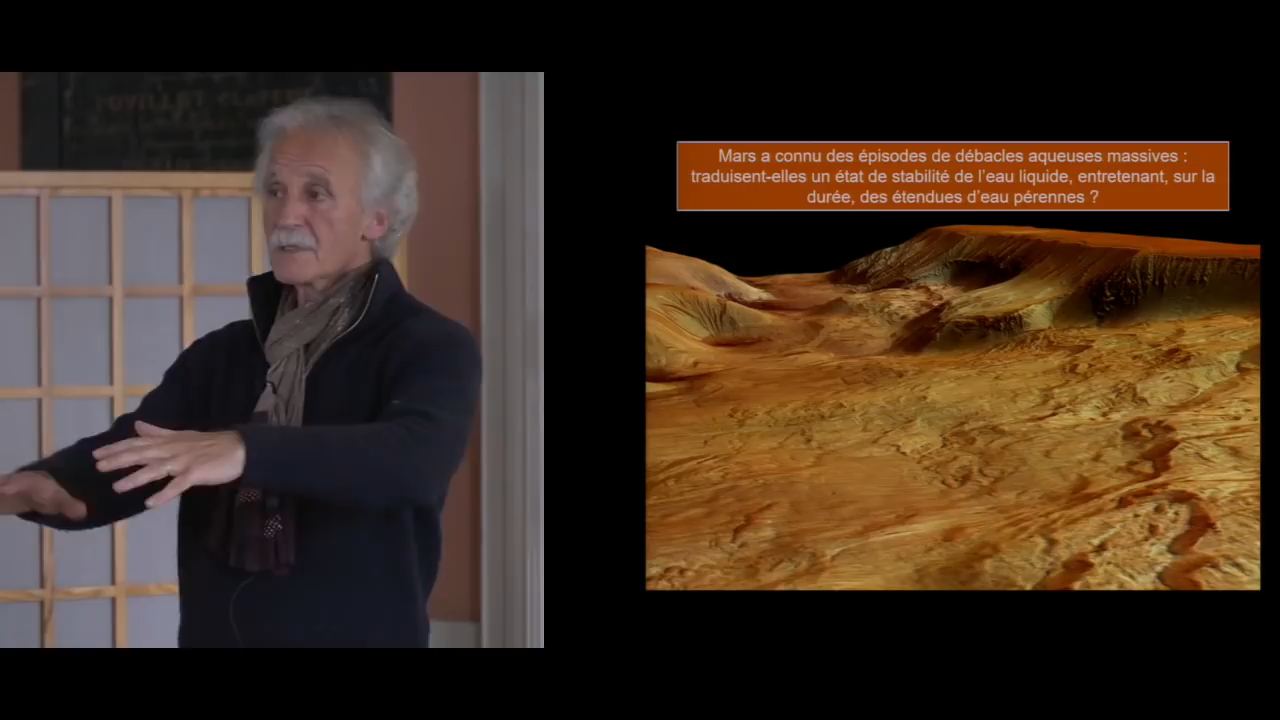 Mars a connu des épisodes de débacles aqueuses massives :
traduisent-elles un état de stabilité de l'eau liquide, entretenant, sur la
durée, des étendues d'eau pérennes ?